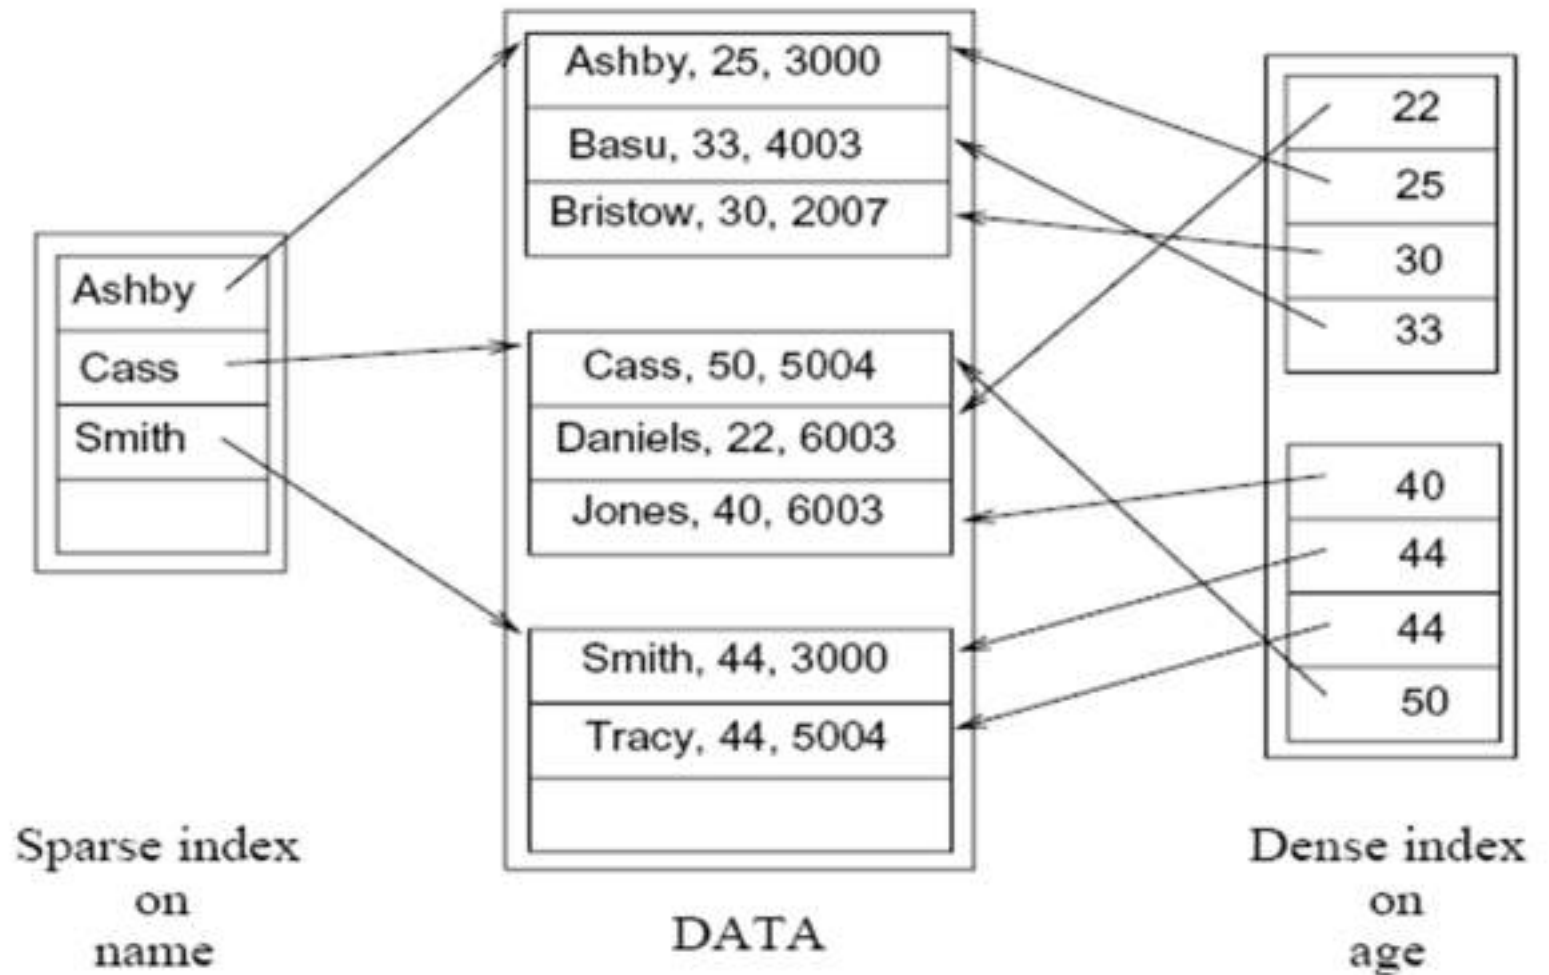 Ashby
Cass
Smith
Sparse index
on
name
Ashby, 25, 3000
Basu, 33, 4003
Bristow, 30, 2007
Cass, 50, 5004
Daniels, 22, 6003
Jones, 40, 6003
Smith, 44, 3000
Tracy, 44, 5004
DATA
22
25
30
33
40
44
44
50
Dense index
on
age